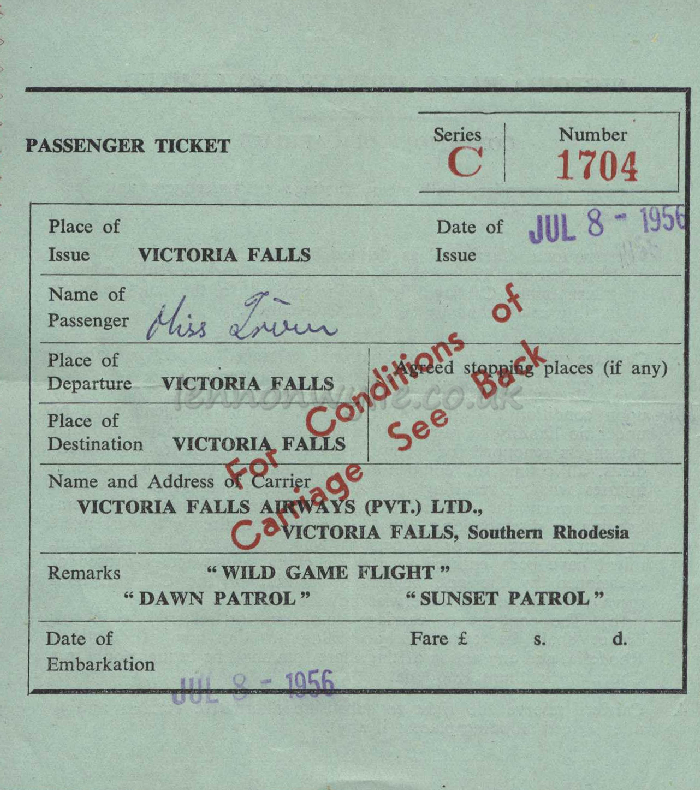 PASSENGER TICKET
Series
C
Number
1704
Place of
Issue VICTORIA FALLS
Date of
Issue
JUL 8 - 1956
Name of
Passenger Miss
Place of
Departure VICTORIA FALLS
Agreed stopping places (if any)
lennonwylie.co.uk
Place of
Destination VICTORIA FALLS
For Conditions of
Carriage See Back
Name and Address of Carrier
VICTORIA FALLS AIRWAYS (PVT.) LTD.,
VICTORIA FALLS, Southern Rhodesia
Remarks "WILD GAME FLIGHT"
"DAWN PATROL" "SUNSET PATROL"
Date of
Embarkation
Fare £ s. d.
JUL 8 - 1956